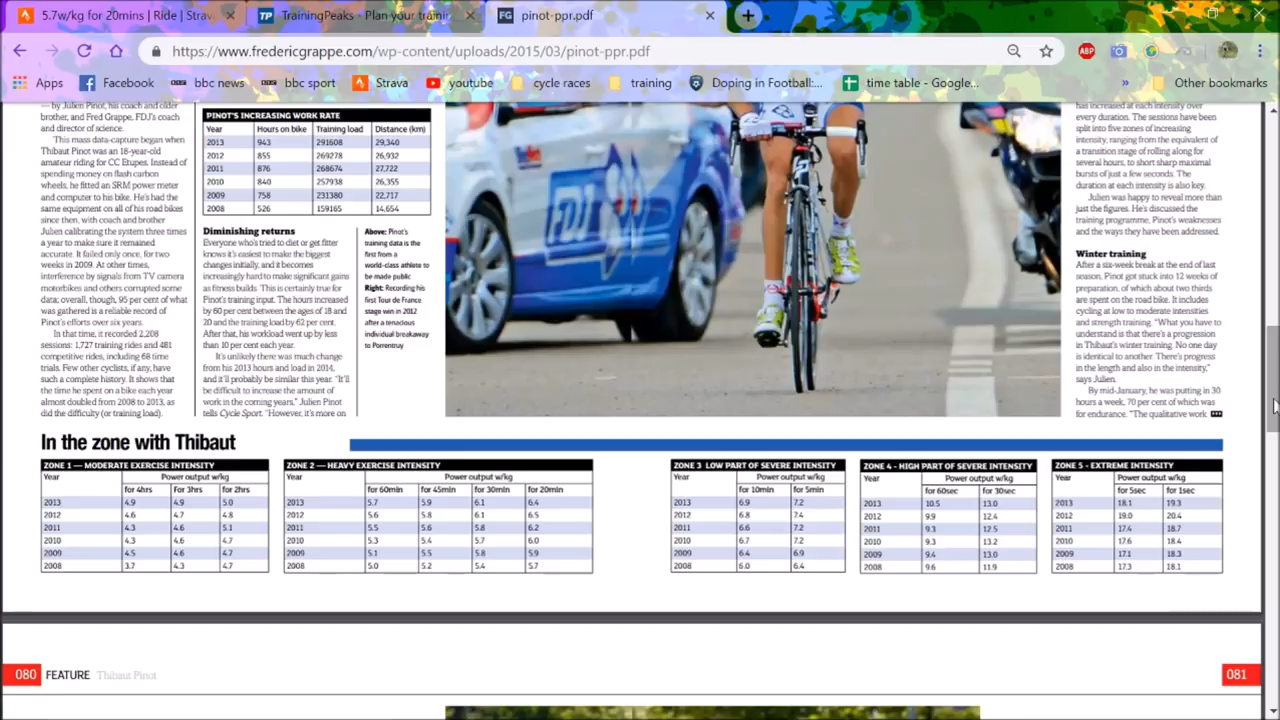 5.7w/kg for 20mins | Ride | Strav
TrainingPeaks - Plan your trainin
pinot-ppr.pdf
https://www.fredericgrappe.com/wp-content/uploads/2015/03/pinot-ppr.pdf
Apps
Facebook
bbc news
bbc sport
Strava
youtube
cycle races
training
Doping in Football:...
time table - Google...
»
Other bookmarks
— by Julien Pinot, his coach and older
brother, and Fred Grappe, FDJ's coach
and director of science.
This mass data-capture began when
Thibaut Pinot was an 18-year-old
amateur riding for CC Etupes. Instead of
spending money on flash carbon
wheels, he fitted an SRM power meter
and computer to his bike. He's had the
same equipment on all of his road bikes
since then, with coach and brother
Julien calibrating the system three times
a year to make sure it remained
accurate. It failed only once, for two
weeks in 2009. At other times,
interference by signals from TV camera
motorbikes and others corrupted some
data; overall, though, 95 per cent of what
was gathered is a reliable record of
Pinot's efforts over six years.
In that time, it recorded 2,208
sessions: 1,727 training rides and 481
competitive rides, including 68 time
trials. Few other cyclists, if any, have
such a complete history. It shows that
the time he spent on a bike each year
almost doubled from 2008 to 2013, as
did the difficulty (or training load).
PINOT'S INCREASING WORK RATE
Year Hours on bike Training load Distance (km)
2013 943 291608 29,340
2012 855 269278 26,932
2011 876 268674 27,722
2010 840 257938 26,355
2009 758 231380 22,717
2008 526 159165 14,654
Diminishing returns
Everyone who's tried to diet or get fitter
knows it's easiest to make the biggest
changes initially, and it becomes
increasingly hard to make significant gains
as fitness builds. This is certainly true for
Pinot's training input. The hours increased
by 60 per cent between the ages of 18 and
20 and the training load by 62 per cent.
After that, his workload went up by less
than 10 per cent each year.
It's unlikely there was much change
from his 2013 hours and load in 2014,
and it'll probably be similar this year. "It'll
be difficult to increase the amount of
work in the coming years," Julien Pinot
tells Cycle Sport. "However, it's more on
Above: Pinot's
training data is the
first from a
world-class athlete to
be made public
Right: Recording his
first Tour de France
stage win in 2012
after a tenacious
individual breakaway
to Porrentruy
FDJ
has increased at each intensity over
every duration. The sessions have been
split into five zones of increasing
intensity, ranging from the equivalent of
a transition stage of rolling along for
several hours, to short sharp maximal
bursts of just a few seconds. The
duration at each intensity is also key.
Julien was happy to reveal more than
just the figures. He's discussed the
training programme, Pinot's weaknesses
and the ways they have been addressed.
Winter training
After a six-week break at the end of last
season, Pinot got stuck into 12 weeks of
preparation, of which about two thirds
are spent on the road bike. It includes
cycling at low to moderate intensities
and strength training. "What you have to
understand is that there's a progression
in Thibaut's winter training. No one day
is identical to another. There's progress
in the length and also in the intensity,"
says Julien.
By mid-January, he was putting in 30
hours a week, 70 per cent of which was
for endurance. "The qualitative work
In the zone with Thibaut
ZONE 1 — MODERATE EXERCISE INTENSITY
Year Power output w/kg
for 4hrs for 3hrs for 2hrs
2013 4.9 4.9 5.0
2012 4.6 4.7 4.8
2011 4.3 4.6 5.1
2010 4.3 4.6 4.7
2009 4.5 4.6 4.7
2008 3.7 4.3 4.7
ZONE 2 — HEAVY EXERCISE INTENSITY
Year Power output w/kg
for 60min for 45min for 30min for 20min
2013 5.7 5.9 6.1 6.4
2012 5.6 5.8 6.1 6.5
2011 5.5 5.6 5.8 6.2
2010 5.3 5.4 5.7 6.0
2009 5.1 5.5 5.8 5.9
2008 5.0 5.2 5.4 5.7
ZONE 3 LOW PART OF SEVERE INTENSITY
Year Power output w/kg
for 10min for 5min
2013 6.9 7.2
2012 6.8 7.4
2011 6.6 7.2
2010 6.7 7.2
2009 6.4 6.9
2008 6.0 6.4
ZONE 4 - HIGH PART OF SEVERE INTENSITY
Year Power output w/kg
for 60sec for 30sec
2013 10.5 13.0
2012 9.9 12.4
2011 9.3 12.5
2010 9.3 13.2
2009 9.4 13.0
2008 9.6 11.9
ZONE 5 - EXTREME INTENSITY
Year Power output w/kg
for 5sec for 1sec
2013 18.1 19.3
2012 19.0 20.4
2011 17.4 18.7
2010 17.6 18.4
2009 17.1 18.3
2008 17.3 18.1
080 FEATURE Thibaut Pinot
081